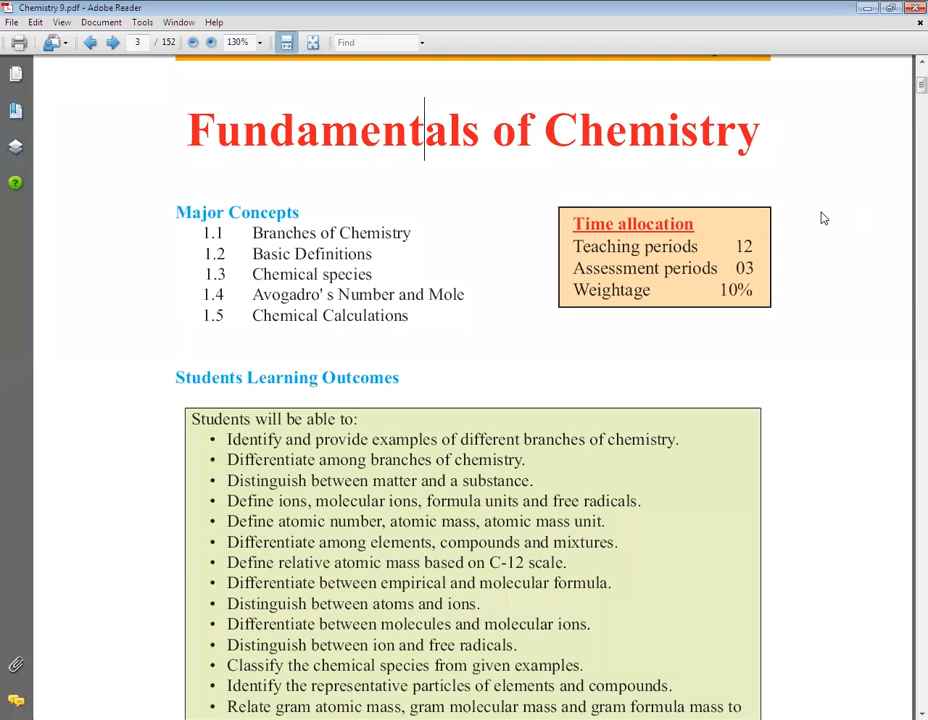 Chemistry 9.pdf - Adobe Reader
File Edit View Document Tools Window Help
3 / 152 130% Find
Fundamentals of Chemistry
Major Concepts
1.1 Branches of Chemistry
1.2 Basic Definitions
1.3 Chemical species
1.4 Avogadro' s Number and Mole
1.5 Chemical Calculations
Time allocation
Teaching periods 12
Assessment periods 03
Weightage 10%
Students Learning Outcomes
Students will be able to:
• Identify and provide examples of different branches of chemistry.
• Differentiate among branches of chemistry.
• Distinguish between matter and a substance.
• Define ions, molecular ions, formula units and free radicals.
• Define atomic number, atomic mass, atomic mass unit.
• Differentiate among elements, compounds and mixtures.
• Define relative atomic mass based on C-12 scale.
• Differentiate between empirical and molecular formula.
• Distinguish between atoms and ions.
• Differentiate between molecules and molecular ions.
• Distinguish between ion and free radicals.
• Classify the chemical species from given examples.
• Identify the representative particles of elements and compounds.
• Relate gram atomic mass, gram molecular mass and gram formula mass to